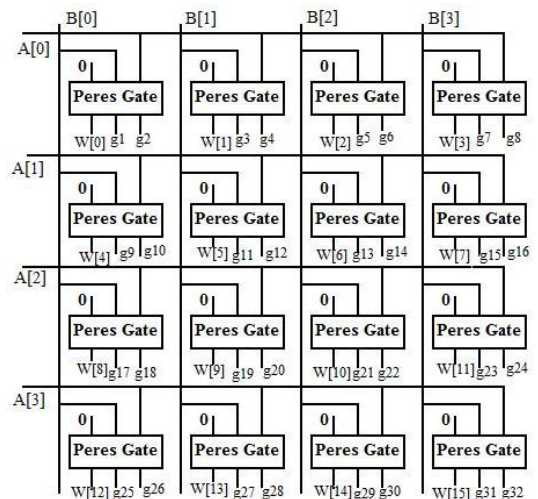 B[0] B[1] B[2] B[3]
A[0]
0 0 0 0
Peres Gate Peres Gate Peres Gate Peres Gate
W[0] g1 g2 W[1] g3 g4 W[2] g5 g6 W[3] g7 g8
A[1]
0 0 0 0
Peres Gate Peres Gate Peres Gate Peres Gate
W[4] g9 g10 W[5] g11 g12 W[6] g13 g14 W[7] g15 g16
A[2]
0 0 0 0
Peres Gate Peres Gate Peres Gate Peres Gate
W[8] g17 g18 W[9] g19 g20 W[10] g21 g22 W[11] g23 g24
A[3]
0 0 0 0
Peres Gate Peres Gate Peres Gate Peres Gate
W[12] g25 g26 W[13] g27 g28 W[14] g29 g30 W[15] g31 g32